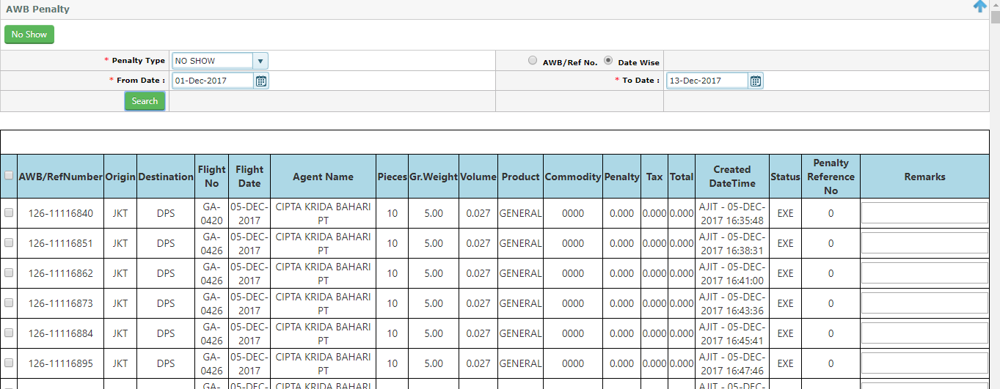 AWB Penalty
No Show
* Penalty Type NO SHOW AWB/Ref No. Date Wise
* From Date : 01-Dec-2017 * To Date : 13-Dec-2017
Search
AWB/RefNumber Origin Destination Flight No Flight Date Agent Name Pieces Gr.Weight Volume Product Commodity Penalty Tax Total Created DateTime Status Penalty Reference No Remarks
126-11116840 JKT DPS GA-0420 05-DEC-2017 CIPTA KRIDA BAHARI PT 10 5.00 0.027 GENERAL 0000 0.000 0.000 0.000 AJIT - 05-DEC-2017 16:35:48 EXE 0
126-11116851 JKT DPS GA-0426 05-DEC-2017 CIPTA KRIDA BAHARI PT 10 5.00 0.027 GENERAL 0000 0.000 0.000 0.000 AJIT - 05-DEC-2017 16:38:31 EXE 0
126-11116862 JKT DPS GA-0426 05-DEC-2017 CIPTA KRIDA BAHARI PT 10 5.00 0.027 GENERAL 0000 0.000 0.000 0.000 AJIT - 05-DEC-2017 16:41:00 EXE 0
126-11116873 JKT DPS GA-0426 05-DEC-2017 CIPTA KRIDA BAHARI PT 10 5.00 0.027 GENERAL 0000 0.000 0.000 0.000 AJIT - 05-DEC-2017 16:43:36 EXE 0
126-11116884 JKT DPS GA-0426 05-DEC-2017 CIPTA KRIDA BAHARI PT 10 5.00 0.027 GENERAL 0000 0.000 0.000 0.000 AJIT - 05-DEC-2017 16:45:41 EXE 0
126-11116895 JKT DPS GA-0426 05-DEC-2017 CIPTA KRIDA BAHARI PT 10 5.00 0.027 GENERAL 0000 0.000 0.000 0.000 AJIT - 05-DEC-2017 16:47:46 EXE 0
GA- 05-DEC- CIPTA KRIDA BAHARI AJIT - 05-DEC-